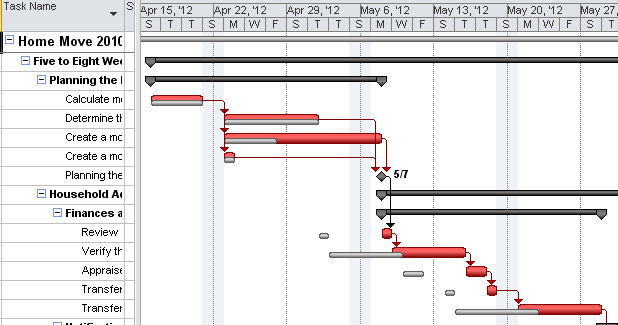 Task Name S Apr 15, '12 Apr 22, '12 Apr 29, '12 May 6, '12 May 13, '12 May 20, '12 May 27,
S T T S M W F S T T S M W F S T T S M W F S T
Home Move 2010
Five to Eight Wee
Planning the
Calculate mo
Determine th
Create a mo
Create a mo
Planning the 5/7
Household Ac
Finances a
Review
Verify th
Appraise
Transfer
Transfer